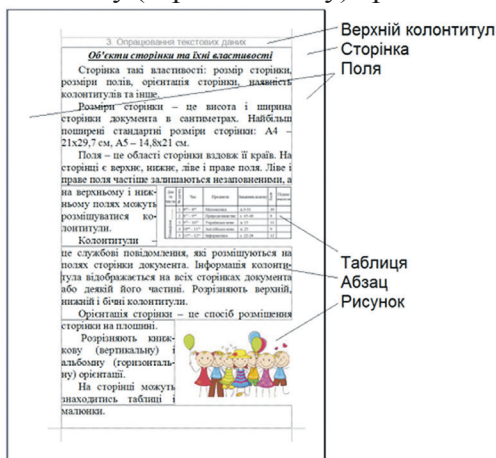 3. Опрацювання текстових даних
Об'єкти сторінки та їхні властивості
Сторінка такі властивості: розмір сторінки,
розміри полів, орієнтація сторінки, наявність
колонтитулів та інше.
Розміри сторінки – це висота і ширина
сторінки документа в сантиметрах. Найбільш
поширені стандартні розміри сторінки: А4 –
21х29,7 см, А5 – 14,8х21 см.
Поля – це області сторінки вздовж її країв. На
сторінці є верхнє, нижнє, ліве і праве поля. Ліве і
праве поля частіше залишаються незаповненими, а
на верхньому і ниж-
ньому полях можуть
розміщуватися ко-
лонтитули.
Колонтитули –
це службові повідомлення, які розміщуються на
полях сторінки документа. Інформація колонти-
тула відображається на всіх сторінках документа
або деякій його частині. Розрізняють верхній,
нижній і бічні колонтитули.
Орієнтація сторінки – це спосіб розміщення
сторінки на площині.
Розрізняють книж-
кову (вертикальну) і
альбомну (горизонталь-
ну) орієнтації.
На сторінці можуть
знаходитись таблиці і
малюнки.
Верхній колонтитул
Сторінка
Поля
Таблиця
Абзац
Рисунок